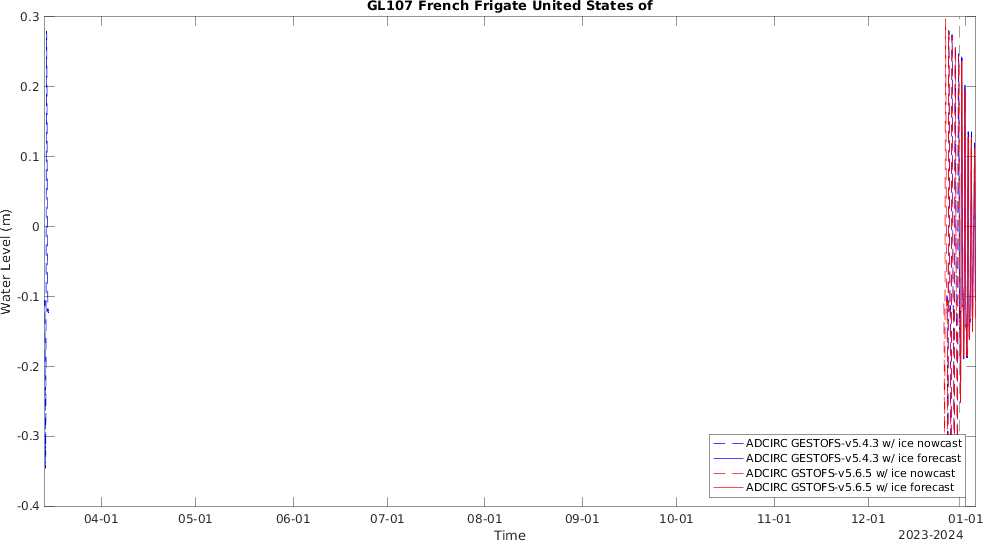 GL107 French Frigate United States of
0.3
0.2
0.1
0
-0.1
-0.2
-0.3
-0.4
Water Level (m)
ADCIRC GESTOFS-v5.4.3 w/ ice nowcast
ADCIRC GESTOFS-v5.4.3 w/ ice forecast
ADCIRC GSTOFS-v5.6.5 w/ ice nowcast
ADCIRC GSTOFS-v5.6.5 w/ ice forecast
04-01 05-01 06-01 07-01 08-01 09-01 10-01 11-01 12-01 01-01
Time
2023-2024